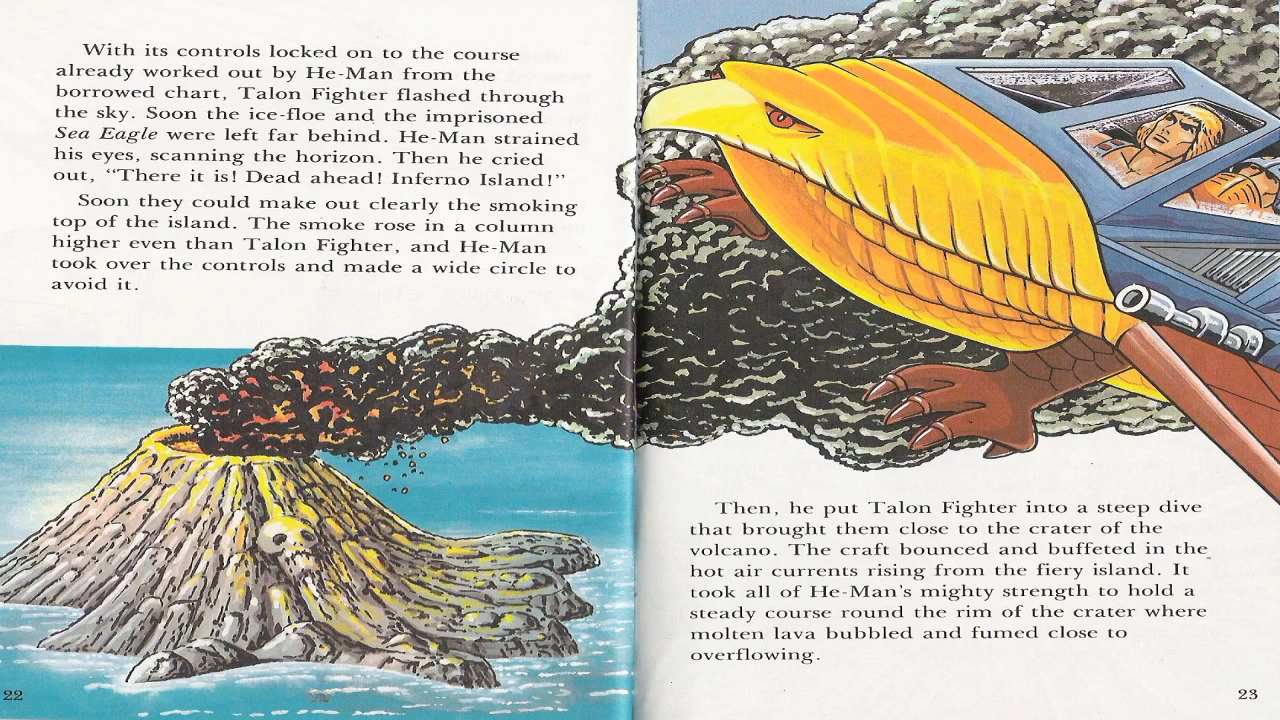 With its controls locked on to the course
already worked out by He-Man from the
borrowed chart, Talon Fighter flashed through
the sky. Soon the ice-floe and the imprisoned
Sea Eagle were left far behind. He-Man strained
his eyes, scanning the horizon. Then he cried
out, “There it is! Dead ahead! Inferno Island!”
Soon they could make out clearly the smoking
top of the island. The smoke rose in a column
higher even than Talon Fighter, and He-Man
took over the controls and made a wide circle to
avoid it.
22
Then, he put Talon Fighter into a steep dive
that brought them close to the crater of the
volcano. The craft bounced and buffeted in the
hot air currents rising from the fiery island. It
took all of He-Man’s mighty strength to hold a
steady course round the rim of the crater where
molten lava bubbled and fumed close to
overflowing.
23